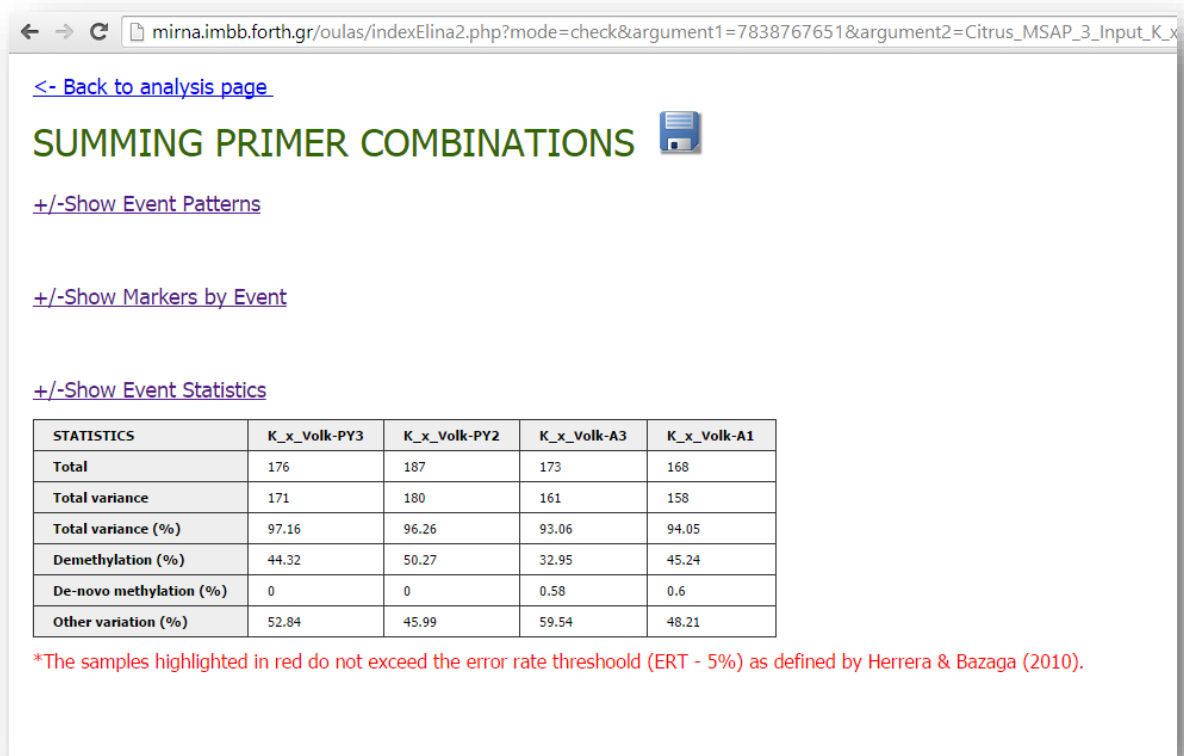 mirna.imbb.forth.gr/oulas/indexElina2.php?mode=check&argument1=7838767651&argument2=Citrus_MSAP_3_Input_K_x
<- Back to analysis page
SUMMING PRIMER COMBINATIONS
+/-Show Event Patterns
+/-Show Markers by Event
+/-Show Event Statistics
STATISTICS K_x_Volk-PY3 K_x_Volk-PY2 K_x_Volk-A3 K_x_Volk-A1
Total 176 187 173 168
Total variance 171 180 161 158
Total variance (%) 97.16 96.26 93.06 94.05
Demethylation (%) 44.32 50.27 32.95 45.24
De-novo methylation (%) 0 0 0.58 0.6
Other variation (%) 52.84 45.99 59.54 48.21
*The samples highlighted in red do not exceed the error rate threshoold (ERT - 5%) as defined by Herrera & Bazaga (2010).